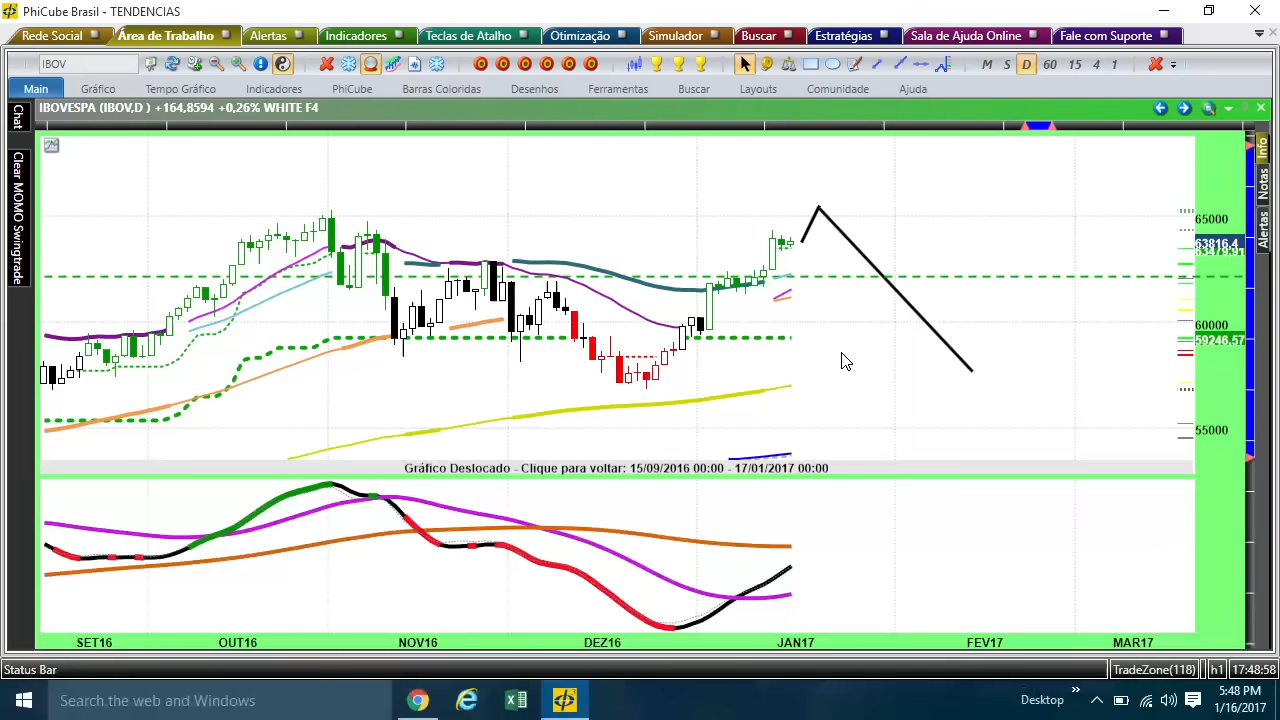 PhiCube Brasil - TENDENCIAS
Rede Social Área de Trabalho Alertas Indicadores Teclas de Atalho Otimização Simulador Buscar Estratégias Sala de Ajuda Online Fale com Suporte
IBOV M S D 60 15 4 1
Main Gráfico Tempo Gráfico Indicadores PhiCube Barras Coloridas Desenhos Ferramentas Buscar Layouts Comunidade Ajuda
IBOVESPA (IBOV,D ) +164,8594 +0,26% WHITE F4
Chat
Clear MOMO Swingtrade
Info
Notas
Alertas
65000
63816.4
60000
59246.57
55000
Gráfico Deslocado - Clique para voltar: 15/09/2016 00:00 - 17/01/2017 00:00
SET16 OUT16 NOV16 DEZ16 JAN17 FEV17 MAR17
Status Bar TradeZone(118) h1 17:48:58
Search the web and Windows Desktop 5:48 PM
1/16/2017